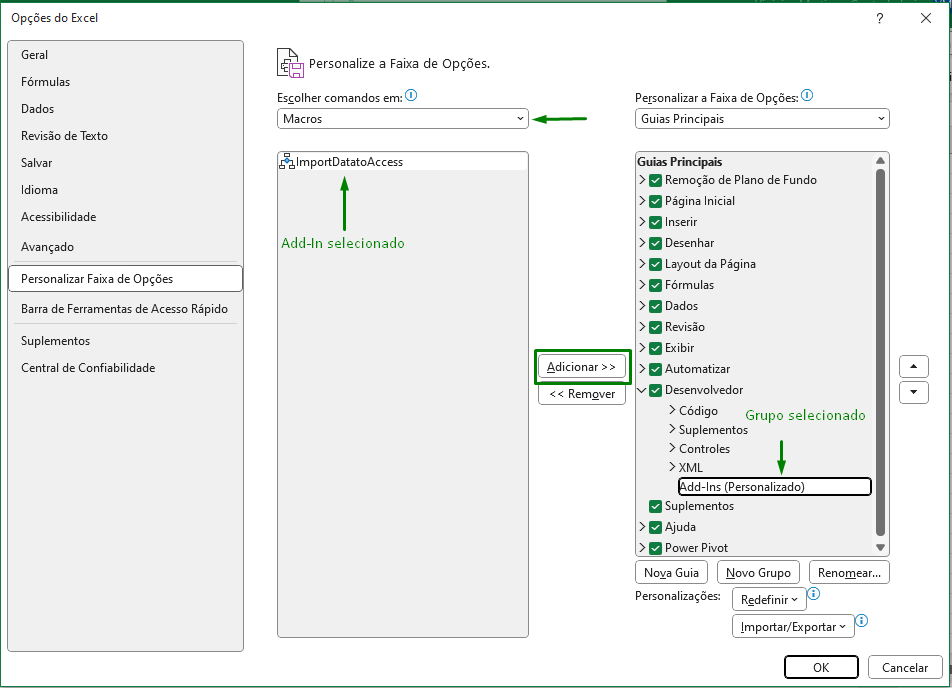 Opções do Excel
?
Geral
Fórmulas
Dados
Revisão de Texto
Salvar
Idioma
Acessibilidade
Avançado
Personalizar Faixa de Opções
Barra de Ferramentas de Acesso Rápido
Suplementos
Central de Confiabilidade
Personalize a Faixa de Opções.
Escolher comandos em:
Macros
ImportDatatoAccess
Add-In selecionado
Adicionar >>
<< Remover
Personalizar a Faixa de Opções:
Guias Principais
Guias Principais
Remoção de Plano de Fundo
Página Inicial
Inserir
Desenhar
Layout da Página
Fórmulas
Dados
Revisão
Exibir
Automatizar
Desenvolvedor
Código
Grupo selecionado
Suplementos
Controles
XML
Add-Ins (Personalizado)
Suplementos
Ajuda
Power Pivot
Nova Guia
Novo Grupo
Renomear...
Personalizações:
Redefinir
Importar/Exportar
OK
Cancelar